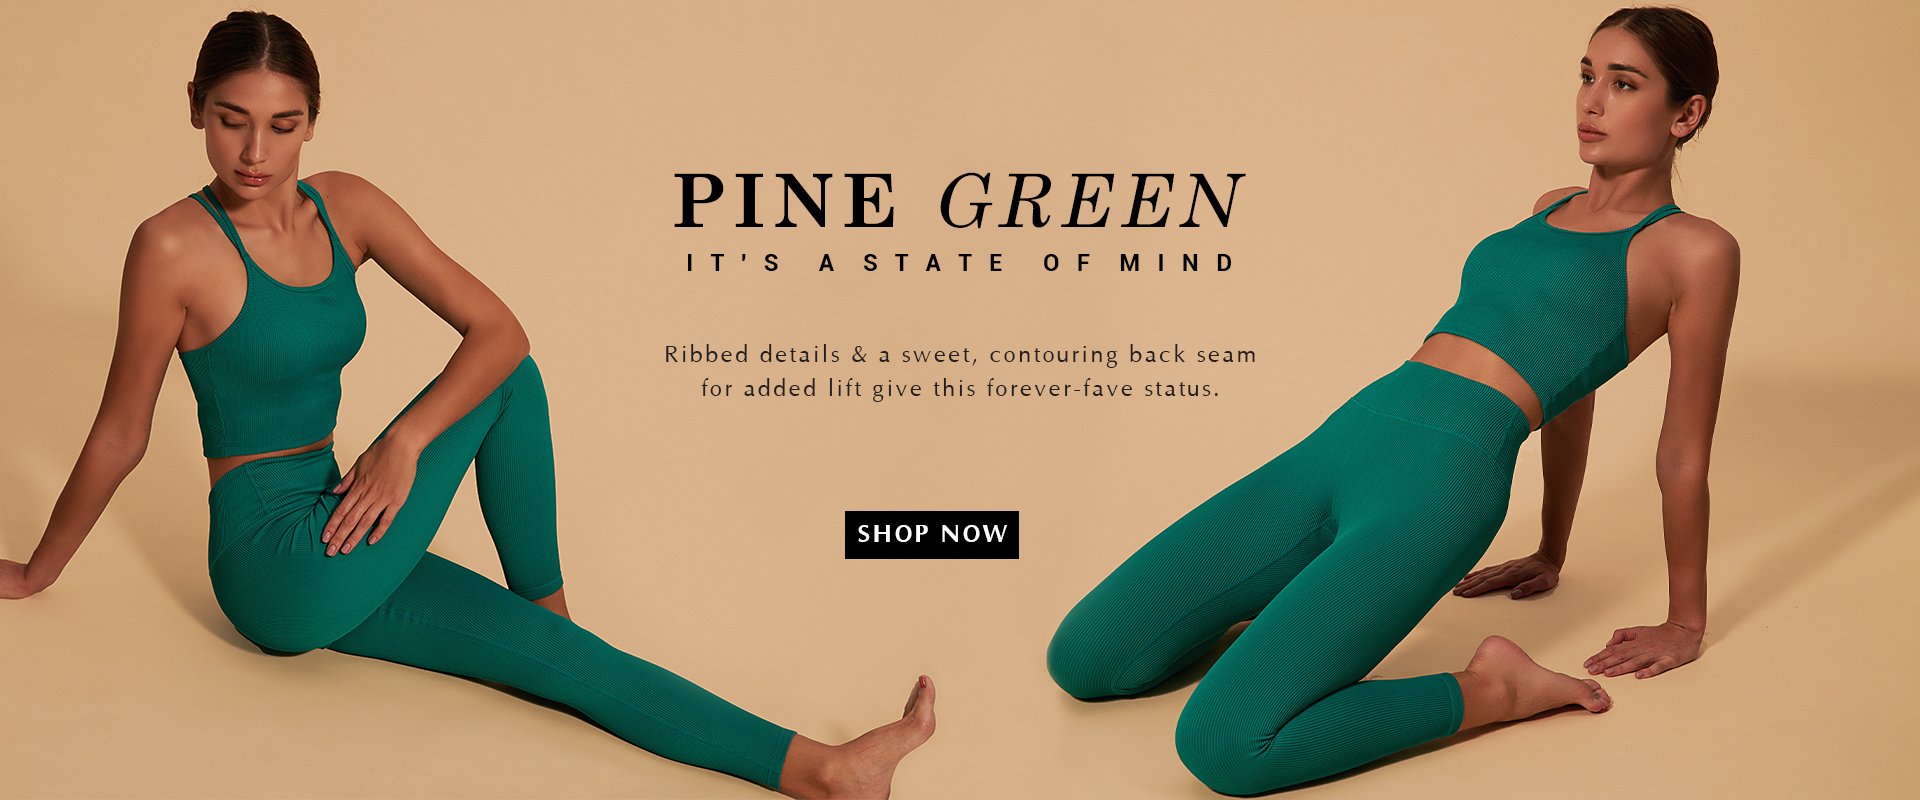 PINE GREEN
IT'S A STATE OF MIND
Ribbed details & a sweet, contouring back seam
for added lift give this forever-fave status.
SHOP NOW